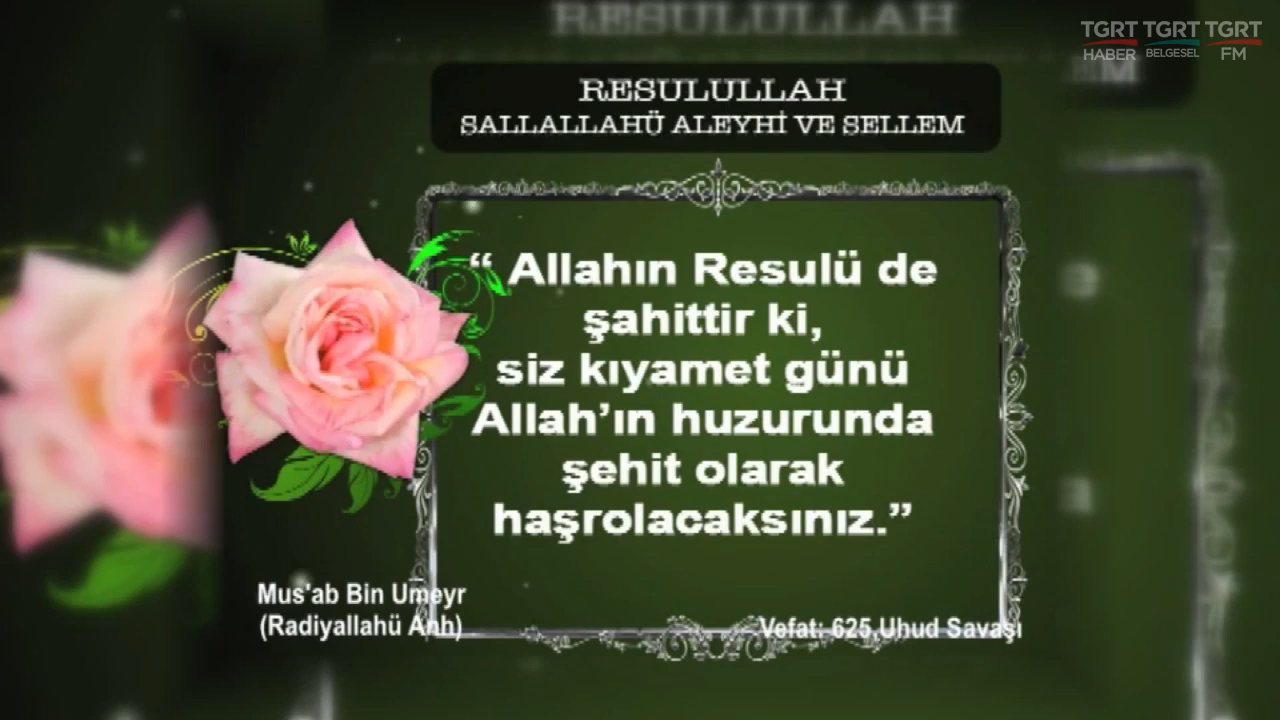 RESULULLAH
TGRT TGRT TGRT
HABER BELGESEL FM
RESULULLAH
SALLALLAHÜ ALEYHİ VE SELLEM
“ Allahın Resulü de
şahittir ki,
siz kıyamet günü
Allah’ın huzurunda
şehit olarak
haşrolacaksınız.”
Mus'ab Bin Umeyr
(Radiyallahü Anh)
Vefat: 625,Uhud Savaşı